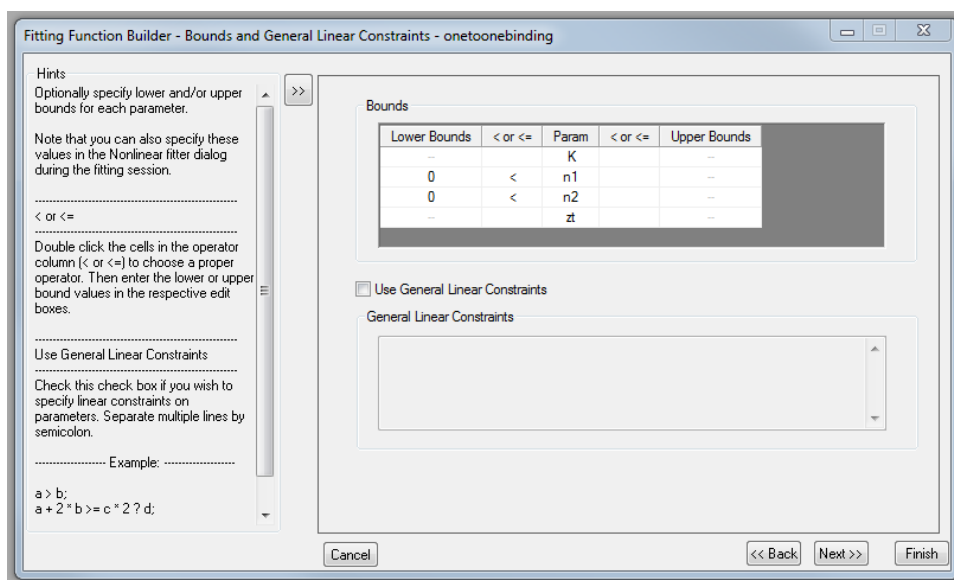 Fitting Function Builder - Bounds and General Linear Constraints - onetoonebinding
Hints
Optionally specify lower and/or upper
bounds for each parameter.
Note that you can also specify these
values in the Nonlinear fitter dialog
during the fitting session.
--------------------------------------------------
< or <=
--------------------------------------------------
Double click the cells in the operator
column (< or <=) to choose a proper
operator. Then enter the lower or upper
bound values in the respective edit
boxes.
--------------------------------------------------
Use General Linear Constraints
--------------------------------------------------
Check this check box if you wish to
specify linear constraints on
parameters. Separate multiple lines by
semicolon.
------------------- Example: -------------------
a > b;
a + 2 * b >= c * 2 ? d;
>>
Bounds
Lower Bounds < or <= Param < or <= Upper Bounds
-- K --
0 < n1 --
0 < n2 --
-- zt --
Use General Linear Constraints
General Linear Constraints
Cancel << Back Next >> Finish